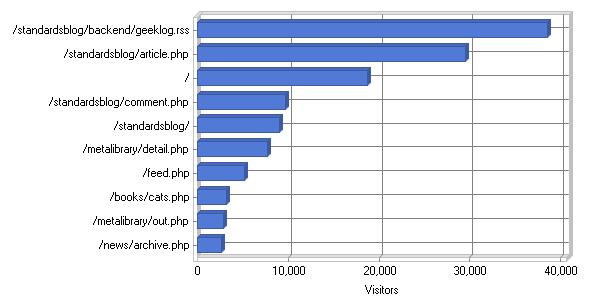 /standardsblog/backend/geeklog.rss
/standardsblog/article.php
/
/standardsblog/comment.php
/standardsblog/
/metalibrary/detail.php
/feed.php
/books/cats.php
/metalibrary/out.php
/news/archive.php
0 10,000 20,000 30,000 40,000
Visitors